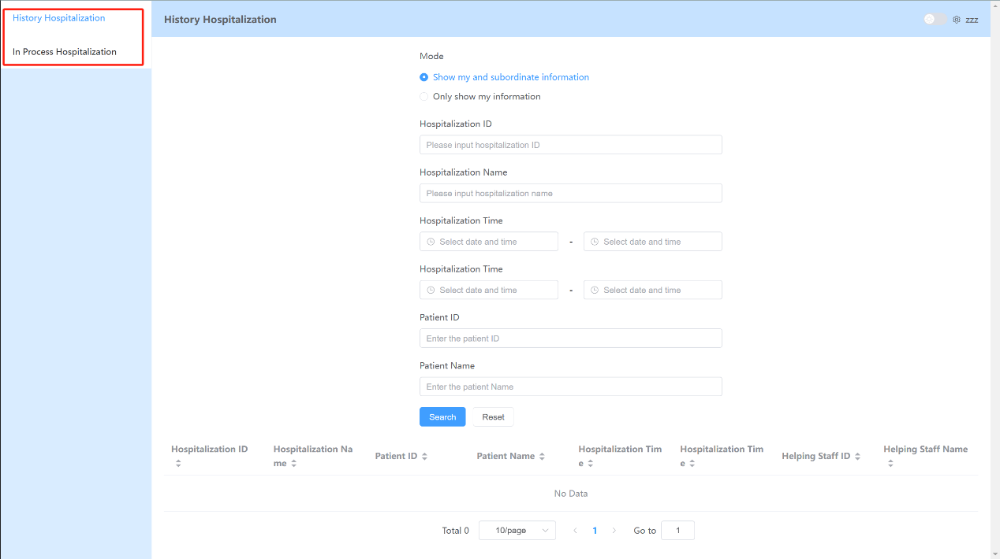 History Hospitalization
In Process Hospitalization
History Hospitalization
zzz
Mode
Show my and subordinate information
Only show my information
Hospitalization ID
Please input hospitalization ID
Hospitalization Name
Please input hospitalization name
Hospitalization Time
Select date and time - Select date and time
Hospitalization Time
Select date and time - Select date and time
Patient ID
Enter the patient ID
Patient Name
Enter the patient Name
Search Reset
Hospitalization ID Hospitalization Na Patient ID Patient Name Hospitalization Tim Hospitalization Tim Helping Staff ID Helping Staff Name
me e e
No Data
Total 0 10/page < 1 > Go to 1